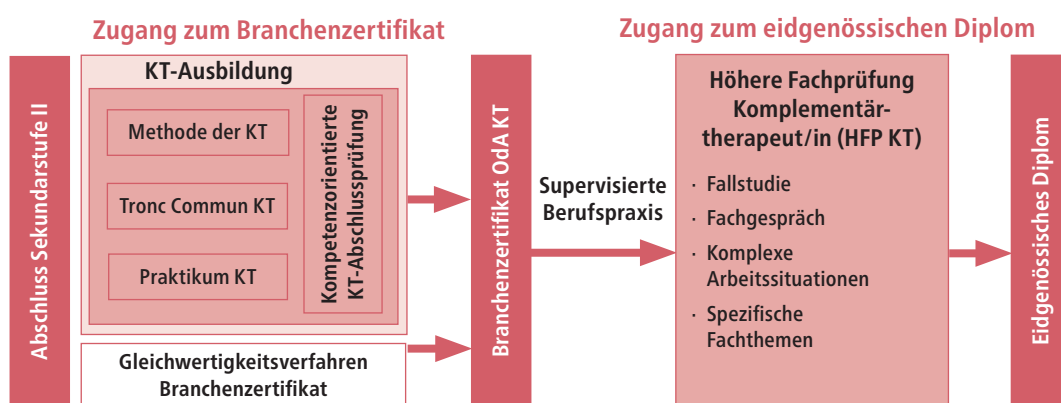 Zugang zum Branchenzertifikat
Zugang zum eidgenössischen Diplom
Abschluss Sekundarstufe II
KT-Ausbildung
Methode der KT
Tronc Commun KT
Praktikum KT
Kompetenzorientierte
KT-Abschlussprüfung
Gleichwertigkeitsverfahren
Branchenzertifikat
Branchenzertifikat OdA KT
Supervisierte
Berufspraxis
Höhere Fachprüfung
Komplementär-
therapeut/in (HFP KT)
· Fallstudie
· Fachgespräch
· Komplexe
Arbeitssituationen
· Spezifische
Fachthemen
Eidgenössisches Diplom